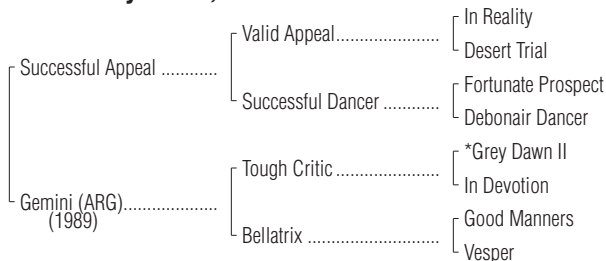 In Reality
Valid Appeal....................
Desert Trial
Successful Appeal ...........
Fortunate Prospect
Successful Dancer ...........
Debonair Dancer
*Grey Dawn II
Tough Critic ....................
In Devotion
Gemini (ARG)...................
(1989)
Good Manners
Bellatrix .........................
Vesper